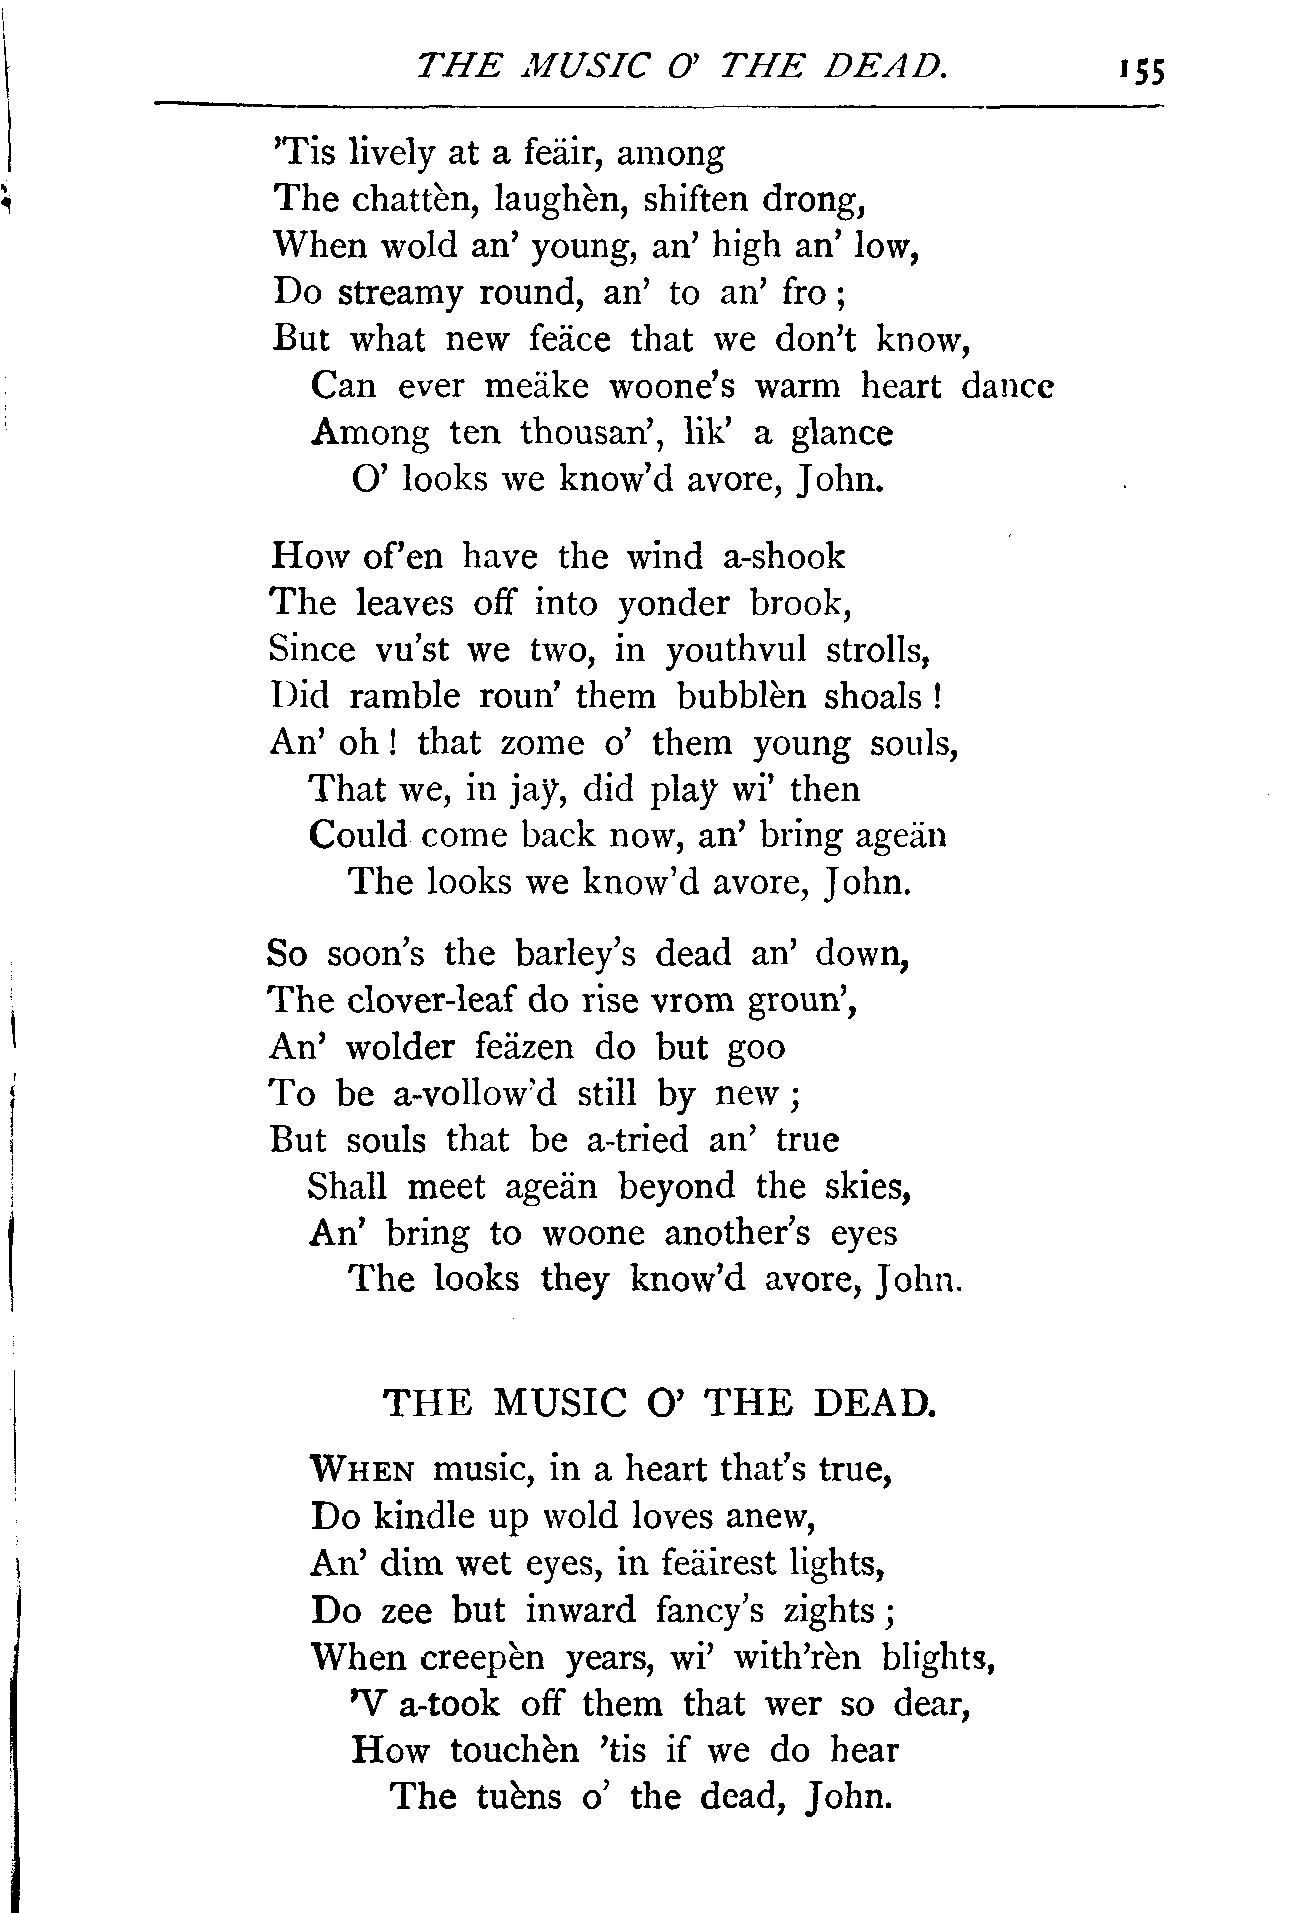 THE MUSIC O' THE DEAD. 155
'Tis lively at a feäir, among
The chattèn, laughèn, shiften drong,
When wold an' young, an' high an' low,
Do streamy round, an' to an' fro ;
But what new feäce that we don't know,
Can ever meäke woone's warm heart dance
Among ten thousan', lik' a glance
O' looks we know'd avore, John.
How of'en have the wind a-shook
The leaves off into yonder brook,
Since vu'st we two, in youthvul strolls,
Did ramble roun' them bubblèn shoals !
An' oh ! that zome o' them young souls,
That we, in jaÿ, did plaÿ wi' then
Could come back now, an' bring ageän
The looks we know'd avore, John.
So soon's the barley's dead an' down,
The clover-leaf do rise vrom groun',
An' wolder feäzen do but goo
To be a-vollow'd still by new ;
But souls that be a-tried an' true
Shall meet ageän beyond the skies,
An' bring to woone another's eyes
The looks they know'd avore, John.
THE MUSIC O' THE DEAD.
WHEN music, in a heart that's true,
Do kindle up wold loves anew,
An' dim wet eyes, in feäirest lights,
Do zee but inward fancy's zights ;
When creepèn years, wi' with'rèn blights,
'V a-took off them that wer so dear,
How touchèn 'tis if we do hear
The tuèns o' the dead, John.